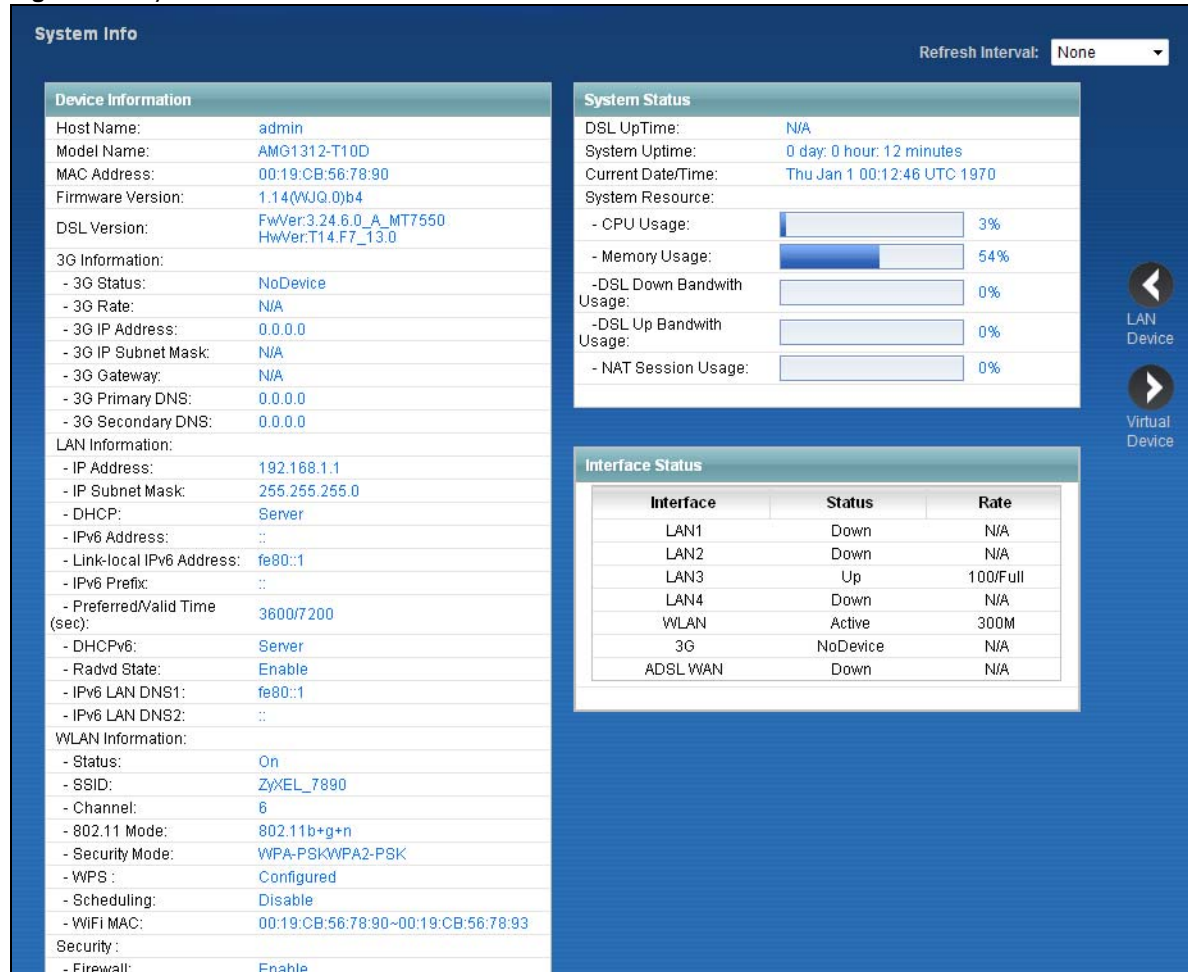 System Info
Refresh Interval: None
Device Information
Host Name: admin
Model Name: AMG1312-T10D
MAC Address: 00:19:CB:56:78:90
Firmware Version: 1.14(WJQ.0)b4
DSL Version: FwVer:3.24.6.0_A_MT7550
HwVer:T14.F7_13.0
3G Information:
- 3G Status: NoDevice
- 3G Rate: N/A
- 3G IP Address: 0.0.0.0
- 3G IP Subnet Mask: N/A
- 3G Gateway: N/A
- 3G Primary DNS: 0.0.0.0
- 3G Secondary DNS: 0.0.0.0
LAN Information:
- IP Address: 192.168.1.1
- IP Subnet Mask: 255.255.255.0
- DHCP: Server
- IPv6 Address: ::
- Link-local IPv6 Address: fe80::1
- IPv6 Prefix: ::
- Preferred/Valid Time
(sec): 3600/7200
- DHCPv6: Server
- Radvd State: Enable
- IPv6 LAN DNS1: fe80::1
- IPv6 LAN DNS2: ::
WLAN Information:
- Status: On
- SSID: ZyXEL_7890
- Channel: 6
- 802.11 Mode: 802.11b+g+n
- Security Mode: WPA-PSKWPA2-PSK
- WPS : Configured
- Scheduling: Disable
- WiFi MAC: 00:19:CB:56:78:90~00:19:CB:56:78:93
Security :
- Firewall: Enable
System Status
DSL UpTime: N/A
System Uptime: 0 day: 0 hour: 12 minutes
Current Date/Time: Thu Jan 1 00:12:46 UTC 1970
System Resource:
- CPU Usage: 3%
- Memory Usage: 54%
-DSL Down Bandwith
Usage: 0%
-DSL Up Bandwith
Usage: 0%
- NAT Session Usage: 0%
Interface Status
Interface Status Rate
LAN1 Down N/A
LAN2 Down N/A
LAN3 Up 100/Full
LAN4 Down N/A
WLAN Active 300M
3G NoDevice N/A
ADSL WAN Down N/A
LAN
Device
Virtual
Device